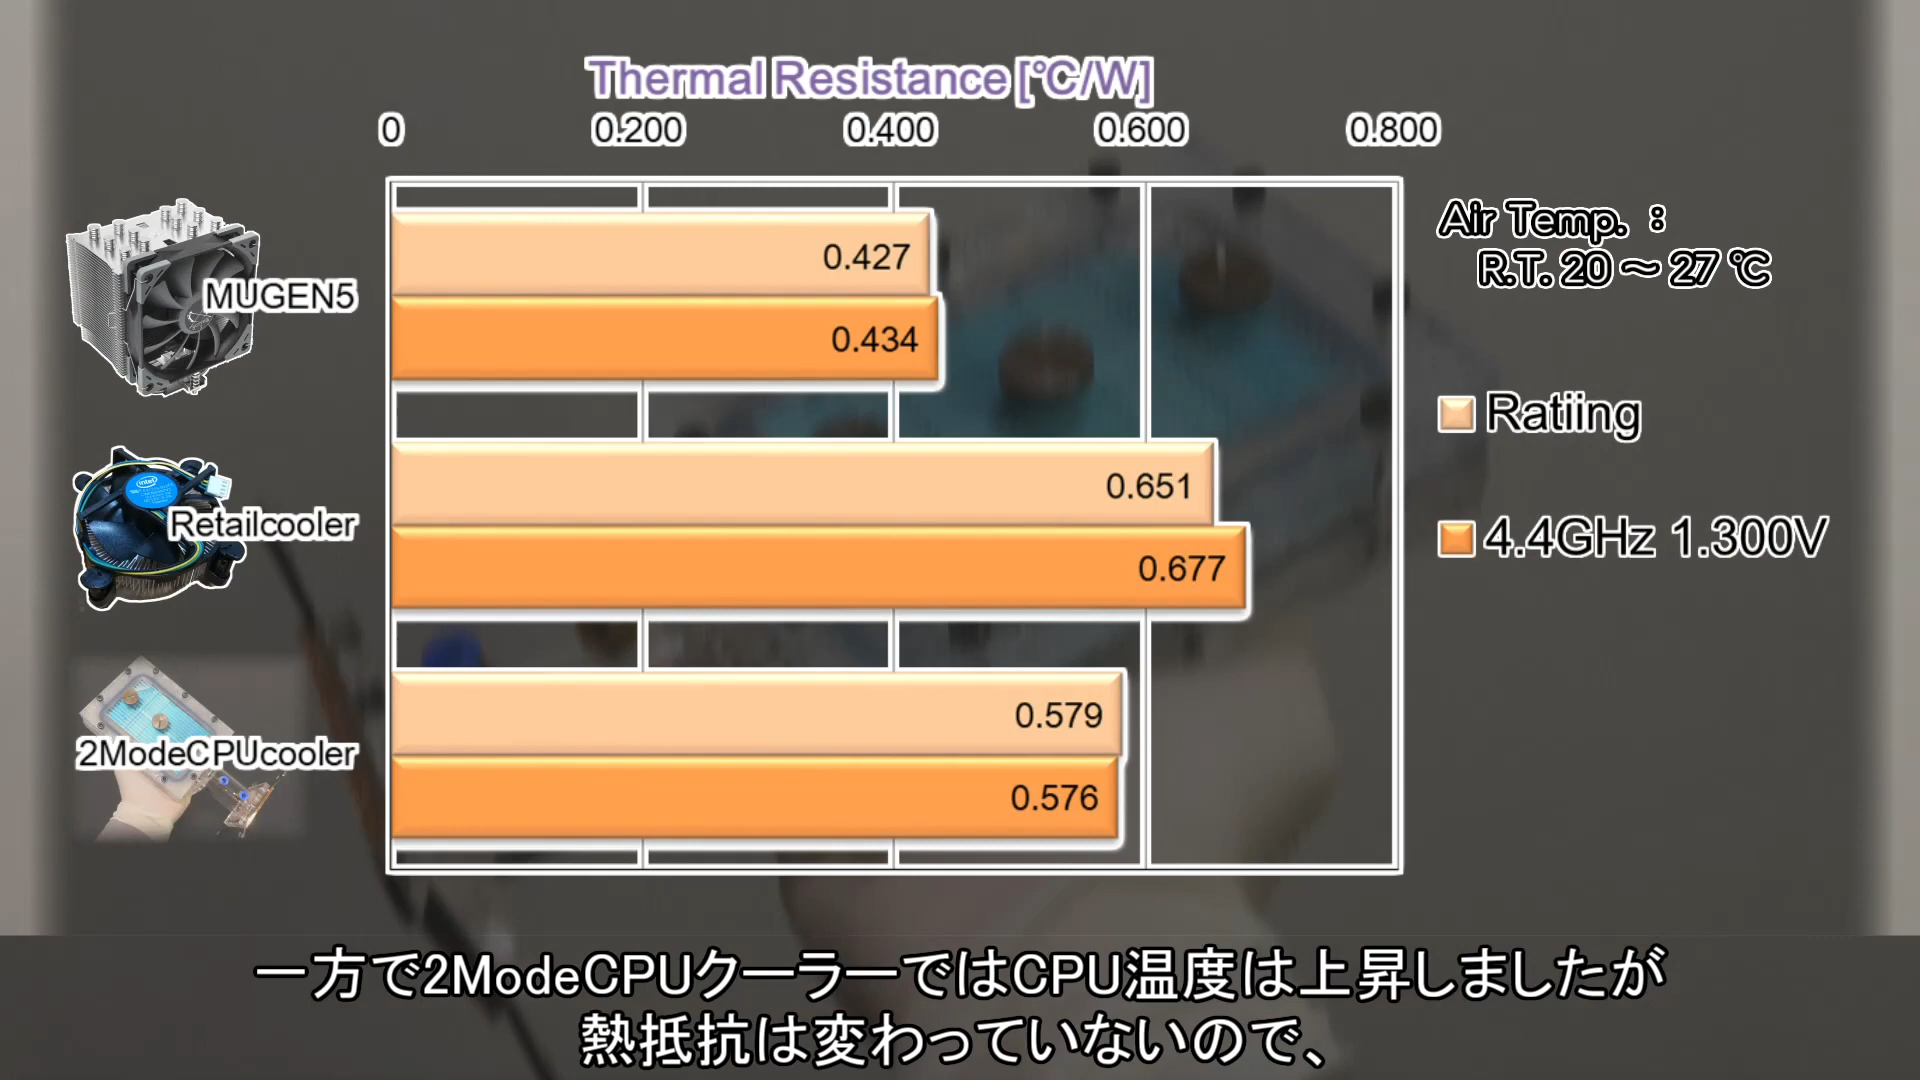 Thermal Resistance [℃/W]
0 0.200 0.400 0.600 0.800
Air Temp. :
R.T. 20 ~ 27 ℃
0.427
MUGEN5
0.434
Ratiing
0.651
intel
Retailcooler
4.4GHz 1.300V
0.677
0.579
2ModeCPUcooler
0.576
一方で2ModeCPUクーラーではCPU温度は上昇しましたが
熱抵抗は変わっていないので、